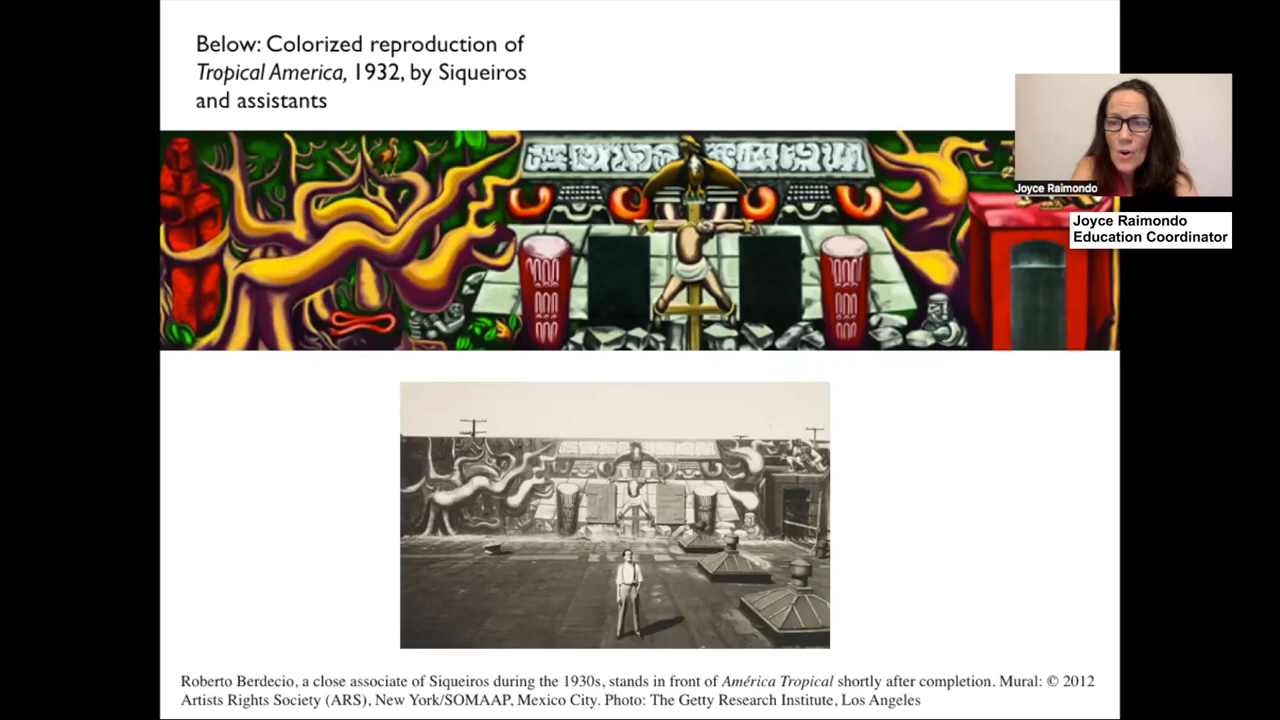 Below: Colorized reproduction of
Tropical America, 1932, by Siqueiros
and assistants
Joyce Raimondo
Joyce Raimondo
Education Coordinator
Roberto Berdecio, a close associate of Siqueiros during the 1930s, stands in front of América Tropical shortly after completion. Mural: © 2012
Artists Rights Society (ARS), New York/SOMAAP, Mexico City. Photo: The Getty Research Institute, Los Angeles